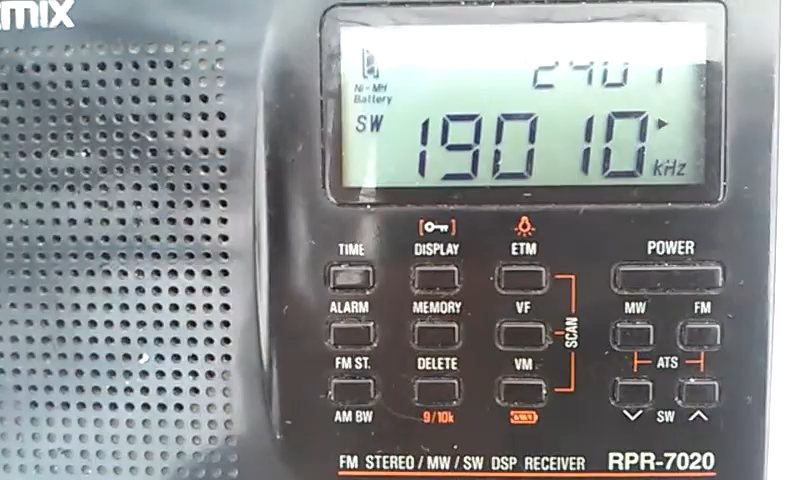 mix
Ni-MH
Battery
SW
19010 kHz
TIME
DISPLAY
ETM
POWER
ALARM
MEMORY
VF
MW
FM
SCAN
FM ST.
DELETE
VM
ATS
AM BW
9/10k
SW
FM STEREO / MW / SW DSP RECEIVER RPR-7020